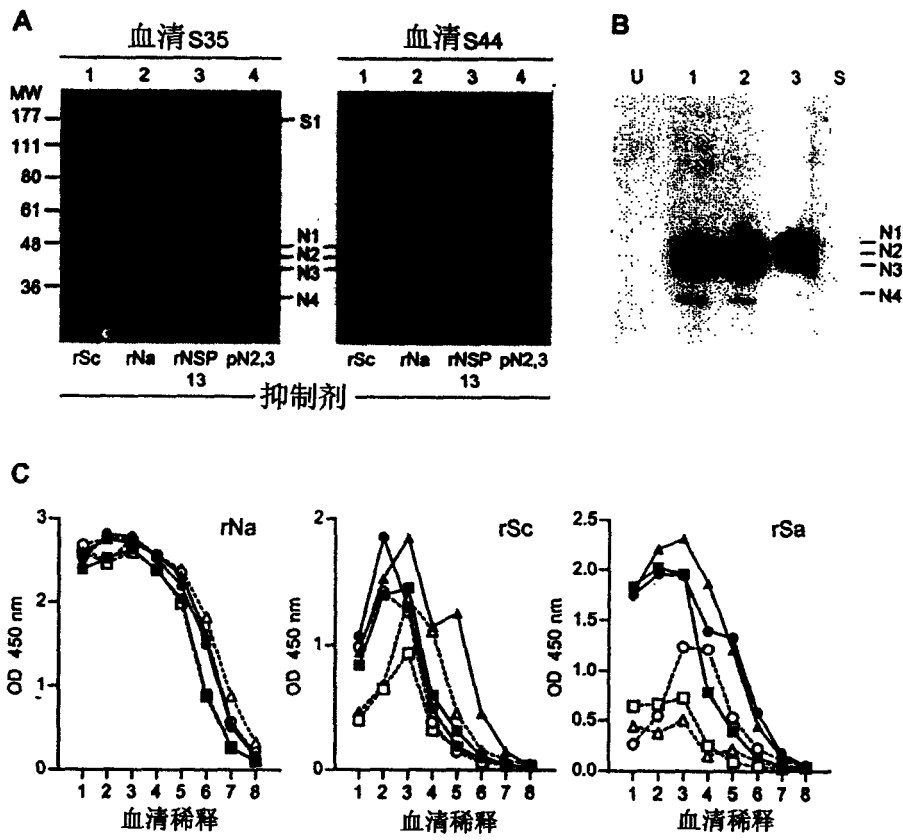 A
血清S35
血清S44
1 2 3 4
1 2 3 4
MW
177
111
80
61
48
36
S1
N1
N2
N3
N4
rSc rNa rNSP 13 pN2,3
rSc rNa rNSP 13 pN2,3
抑制剂
B
U 1 2 3 S
N1
N2
N3
N4
C
rNa
OD 450 nm
3
2
1
0
1 2 3 4 5 6 7 8
血清稀释
rSc
OD 450 nm
2
1
0
1 2 3 4 5 6 7 8
血清稀释
rSa
OD 450 nm
2.5
2.0
1.5
1.0
0.5
0.0
1 2 3 4 5 6 7 8
血清稀释